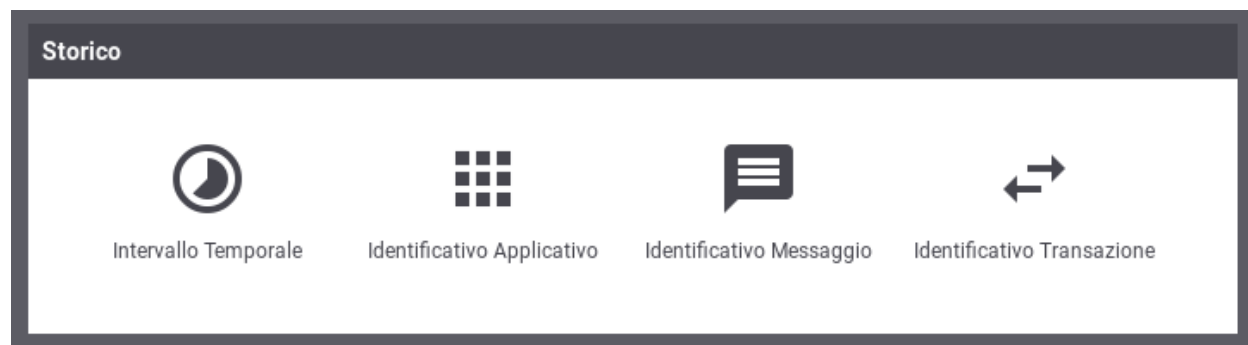 Storico
Intervallo Temporale
Identificativo Applicativo
Identificativo Messaggio
Identificativo Transazione